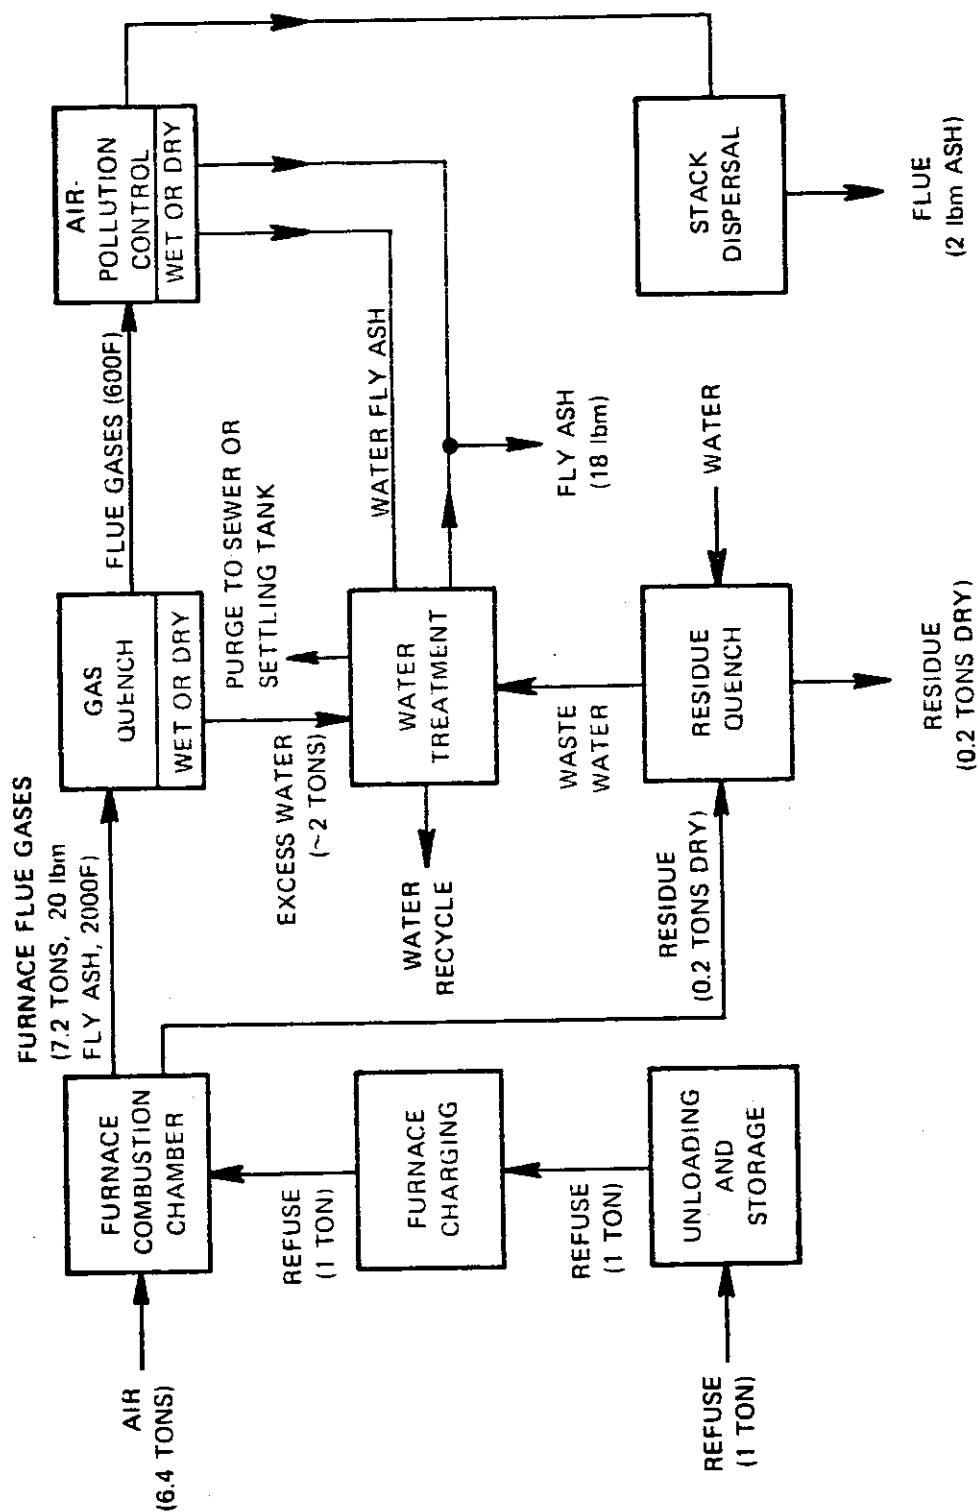 FURNACE FLUE GASES
(7.2 TONS, 20 lbm
FLY ASH, 2000F)
AIR
(6.4 TONS)
FURNACE
COMBUSTION
CHAMBER
GAS
QUENCH
WET OR DRY
FLUE GASES (600F)
AIR-
POLLUTION
CONTROL
WET OR DRY
REFUSE
(1 TON)
EXCESS WATER
(~2 TONS)
PURGE TO SEWER OR
SETTLING TANK
WATER FLY ASH
FURNACE
CHARGING
WATER
RECYCLE
WATER
TREATMENT
FLY ASH
(18 lbm)
REFUSE
(1 TON)
WASTE
WATER
REFUSE
(1 TON)
UNLOADING
AND
STORAGE
RESIDUE
(0.2 TONS DRY)
RESIDUE
QUENCH
WATER
STACK
DISPERSAL
RESIDUE
(0.2 TONS DRY)
FLUE
(2 lbm ASH)